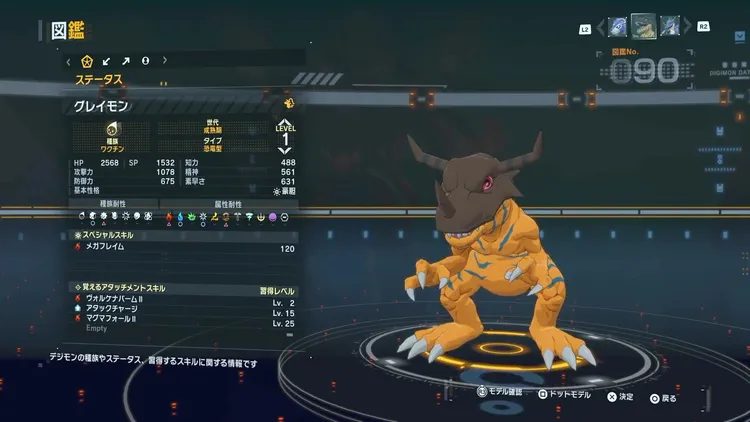 図鑑
L2
R2
図鑑No.
090
DIGIMON DATA
ステータス
グレイモン
種族
ワクチン
世代
成熟期
タイプ
恐竜型
LEVEL
1
HP 2568 SP 1532 知力 488
攻撃力 1078 精神 561
防御力 675 素早さ 631
基本性格 豪胆
種族耐性 属性耐性
スペシャルスキル
メガフレイム 120
覚えるアタッチメントスキル 習得レベル
ヴォルケナパームⅡ Lv. 2
アタックチャージ Lv. 15
マグマフォールⅡ Lv. 25
Empty
デジモンの種族やステータス、習得するスキルに関する情報です
R3 モデル確認 ドットモデル 決定 戻る